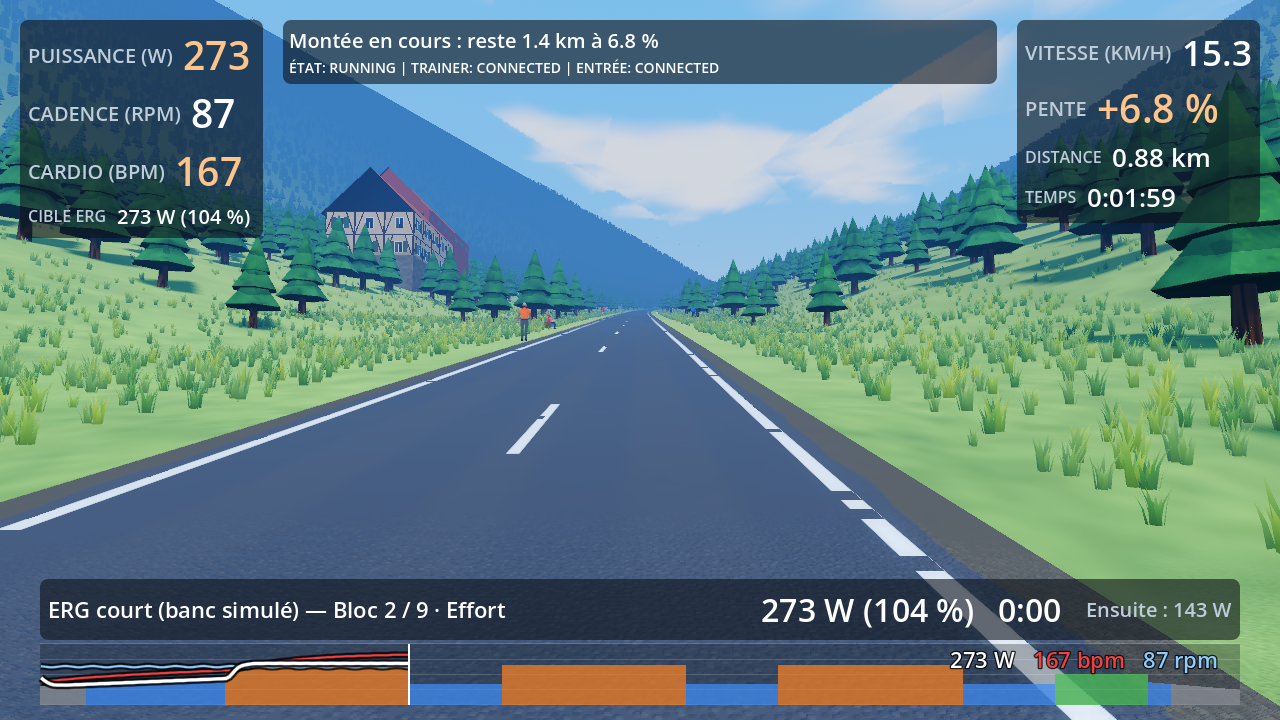 PUISSANCE (W) 273
CADENCE (RPM) 87
CARDIO (BPM) 167
CIBLE ERG 273 W (104 %)
Montée en cours : reste 1.4 km à 6.8 %
ÉTAT: RUNNING | TRAINER: CONNECTED | ENTRÉE: CONNECTED
VITESSE (KM/H) 15.3
PENTE +6.8 %
DISTANCE 0.88 km
TEMPS 0:01:59
ERG court (banc simulé) — Bloc 2 / 9 · Effort 273 W (104 %) 0:00 Ensuite : 143 W
273 W 167 bpm 87 rpm